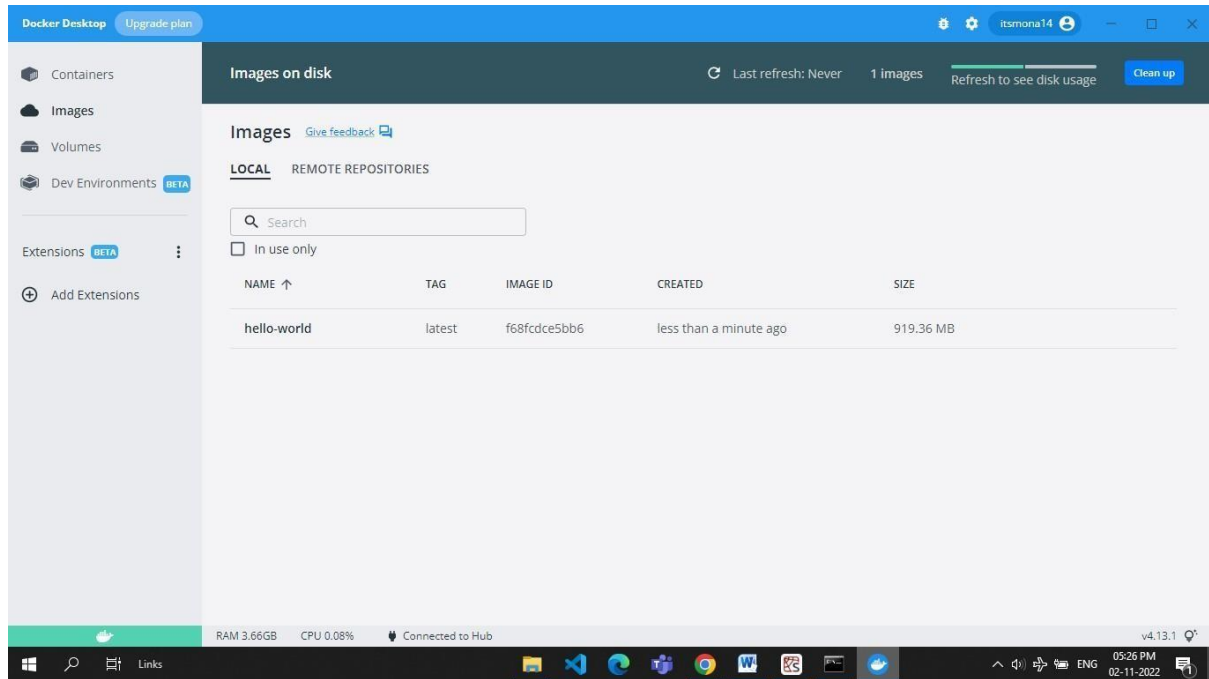 Docker Desktop Upgrade plan itsmona14
Containers
Images
Volumes
Dev Environments BETA
Extensions BETA
Add Extensions
Images on disk Last refresh: Never 1 images Refresh to see disk usage Clean up
Images Give feedback
LOCAL REMOTE REPOSITORIES
Search
In use only
NAME TAG IMAGE ID CREATED SIZE
hello-world latest f68fcdce5bb6 less than a minute ago 919.36 MB
RAM 3.66GB CPU 0.08% Connected to Hub v4.13.1
Links ENG 05:26 PM
02-11-2022